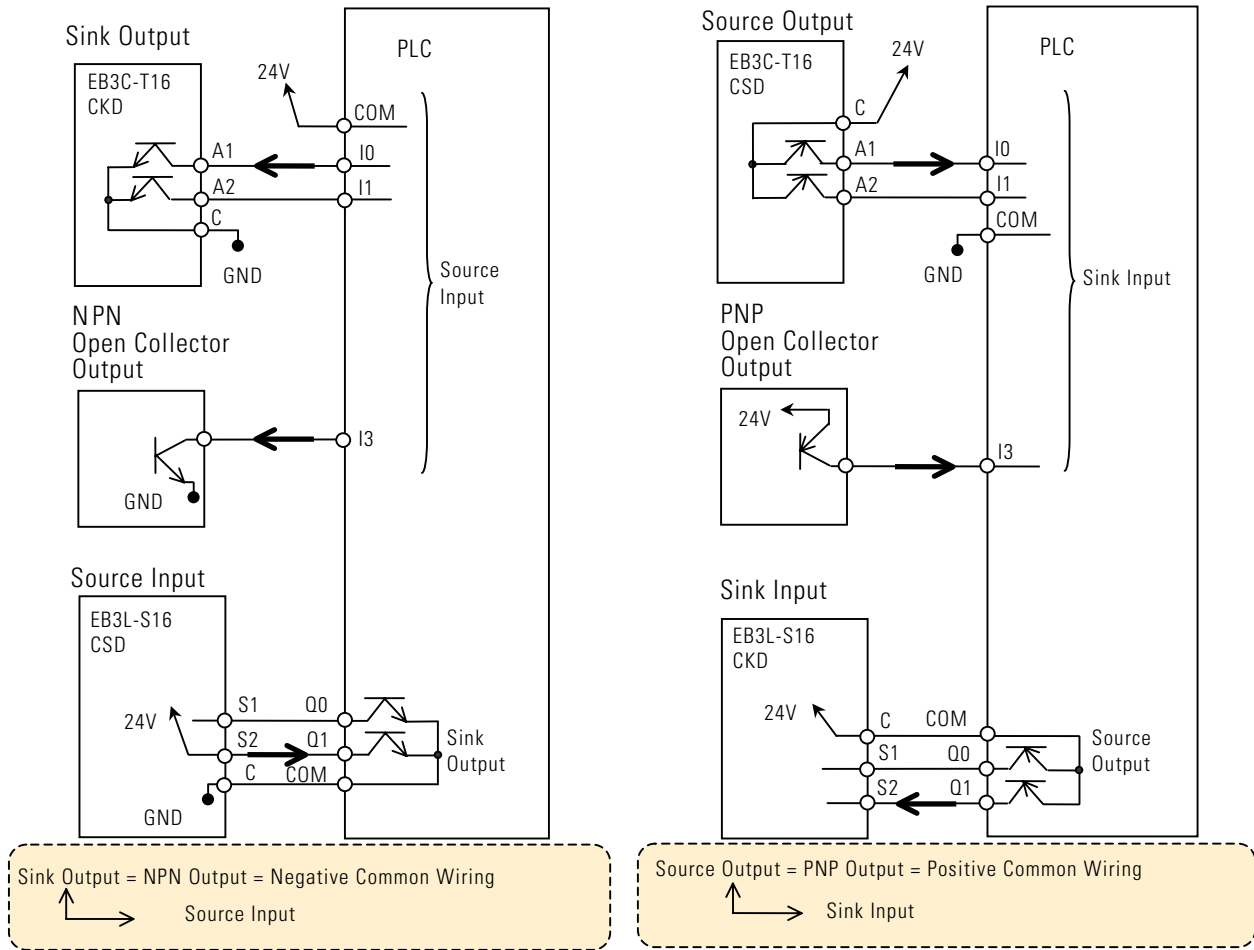 Sink Output
EB3C-T16
CKD
24V
PLC
COM
A1
I0
A2
I1
C
GND
Source
Input
NPN
Open Collector
Output
I3
GND
Source Input
EB3L-S16
CSD
24V
S1
Q0
S2
Q1
C
COM
GND
Sink
Output
Sink Output = NPN Output = Negative Common Wiring
Source Input
Source Output
EB3C-T16
CSD
24V
PLC
C
A1
I0
A2
I1
COM
GND
Sink Input
PNP
Open Collector
Output
24V
I3
Sink Input
EB3L-S16
CKD
24V
C
COM
S1
Q0
S2
Q1
Source
Output
Source Output = PNP Output = Positive Common Wiring
Sink Input